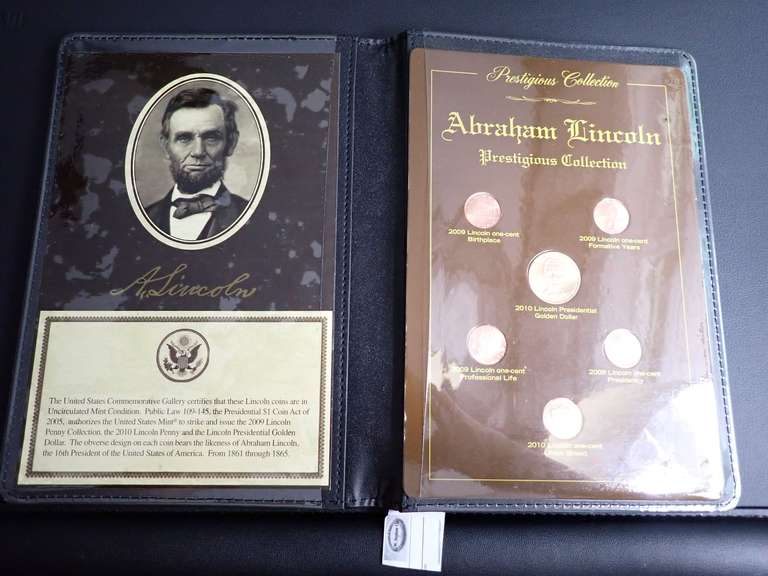 A. Lincoln
The United States Commemorative Gallery certifies that these Lincoln coins are in
Uncirculated Mint Condition. Public Law 109-145, the Presidential $1 Coin Act of
2005, authorizes the United States Mint® to strike and issue the 2009 Lincoln
Penny Collection, the 2010 Lincoln Penny and the Lincoln Presidential Golden
Dollar. The obverse design on each coin bears the likeness of Abraham Lincoln,
the 16th President of the United States of America. From 1861 through 1865.
Prestigious Collection
Abraham Lincoln
Prestigious Collection
2009 Lincoln one-cent
Birthplace
2009 Lincoln one-cent
Formative Years
2010 Lincoln Presidential
Golden Dollar
2009 Lincoln one-cent
Professional Life
2009 Lincoln one-cent
Presidency
2010 Lincoln one-cent